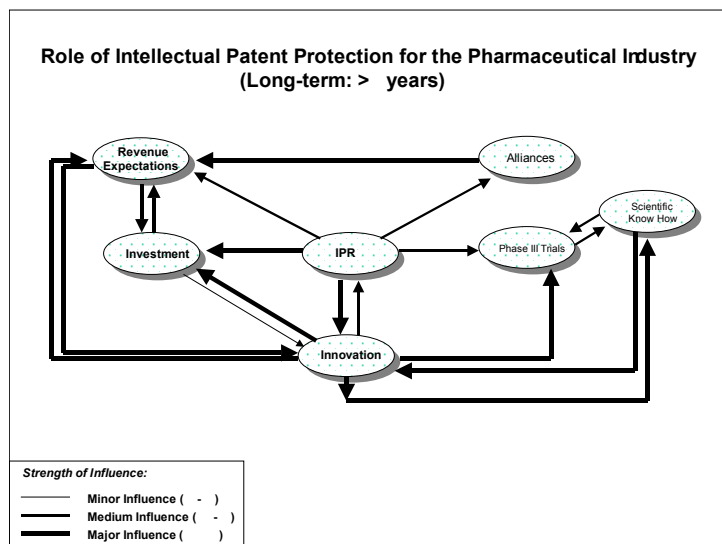 Role of Intellectual Patent Protection for the Pharmaceutical Industry
(Long-term: > years)
Revenue
Expectations
Alliances
Scientific
Know How
Investment
IPR
Phase III Trials
Innovation
Strength of Influence:
Minor Influence ( - )
Medium Influence ( - )
Major Influence ( )